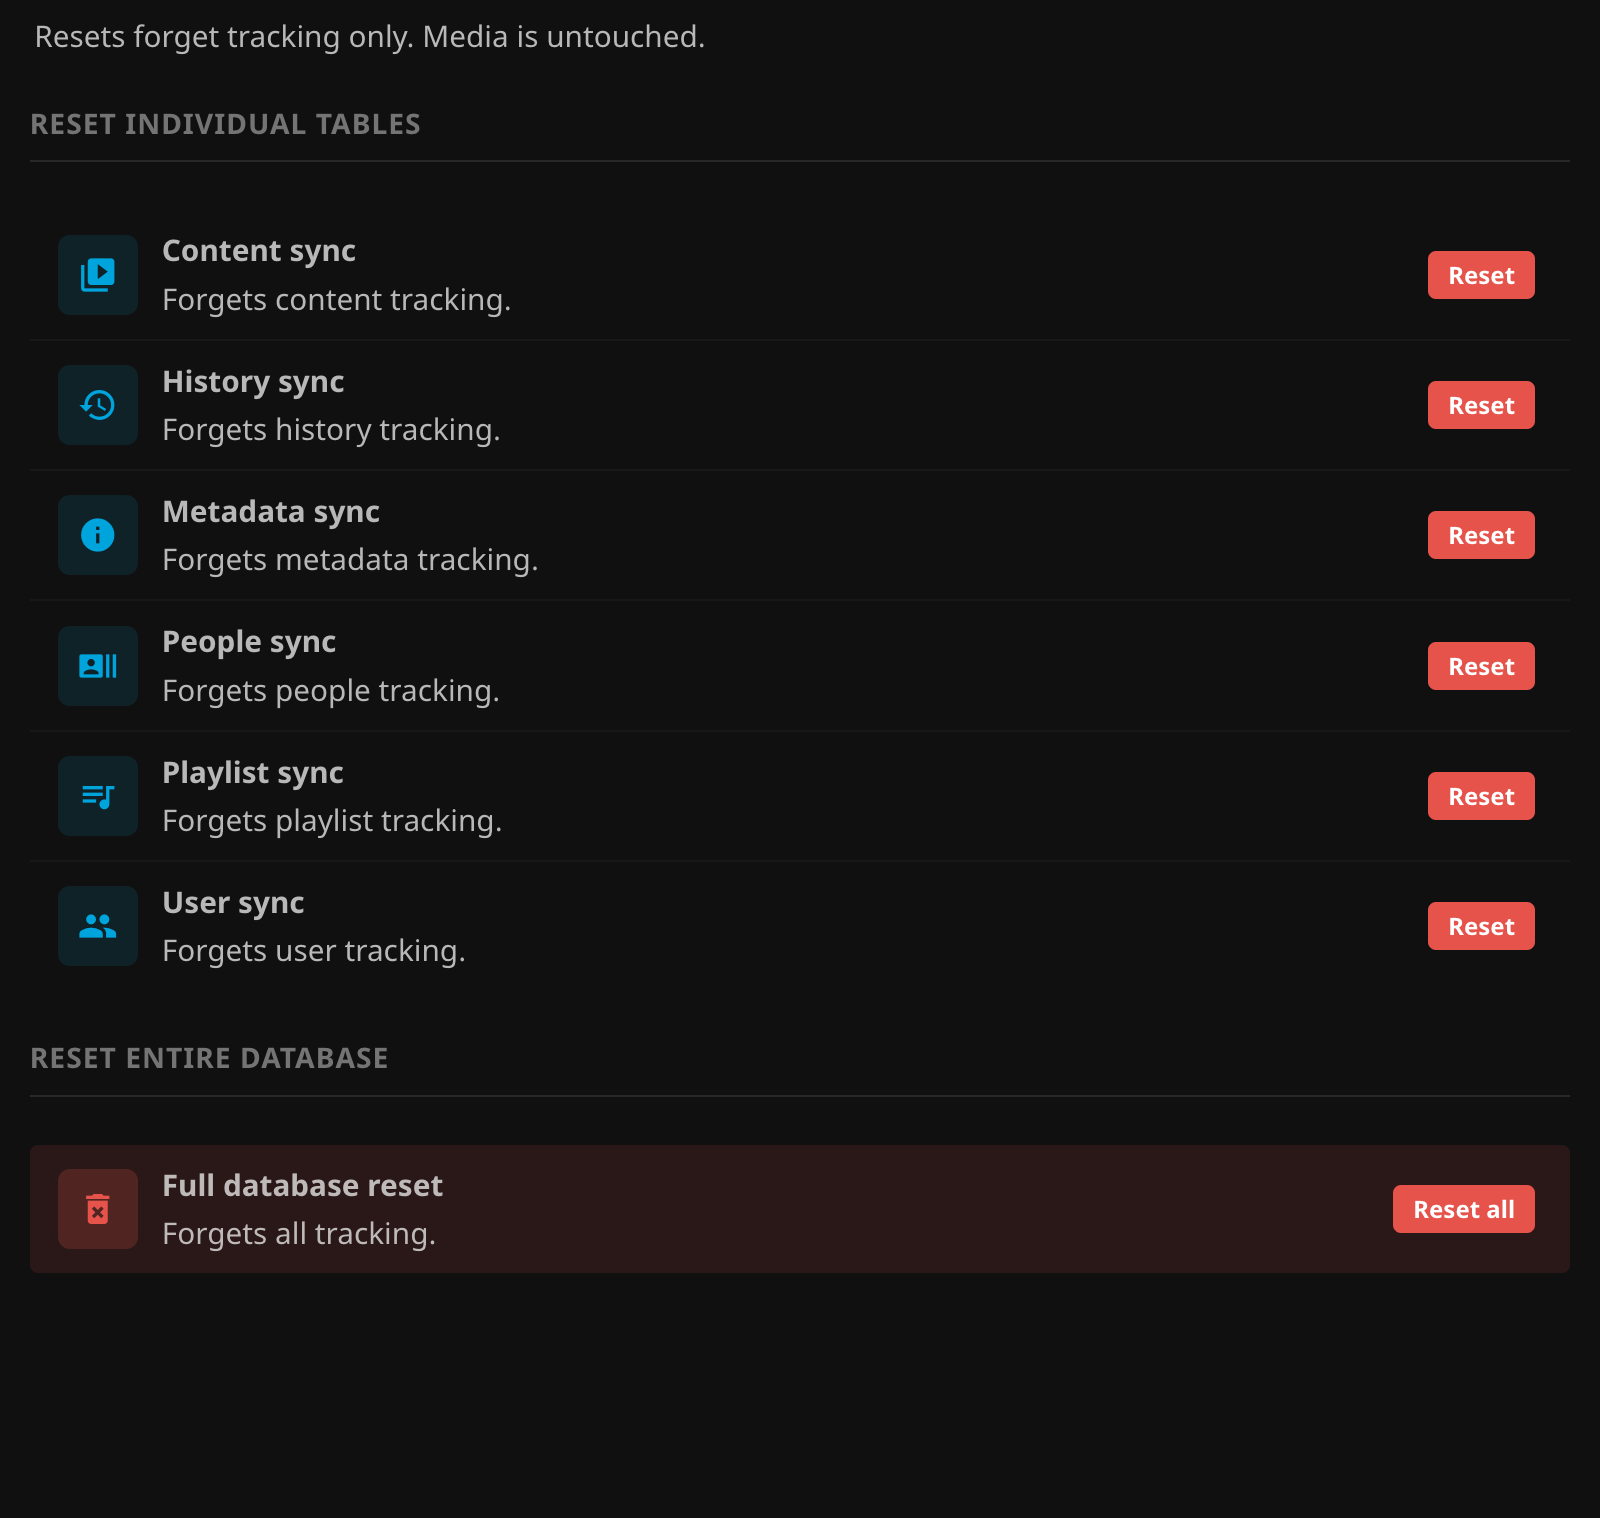 Resets forget tracking only. Media is untouched.
RESET INDIVIDUAL TABLES
Content sync
Forgets content tracking.
Reset
History sync
Forgets history tracking.
Reset
Metadata sync
Forgets metadata tracking.
Reset
People sync
Forgets people tracking.
Reset
Playlist sync
Forgets playlist tracking.
Reset
User sync
Forgets user tracking.
Reset
RESET ENTIRE DATABASE
Full database reset
Forgets all tracking.
Reset all